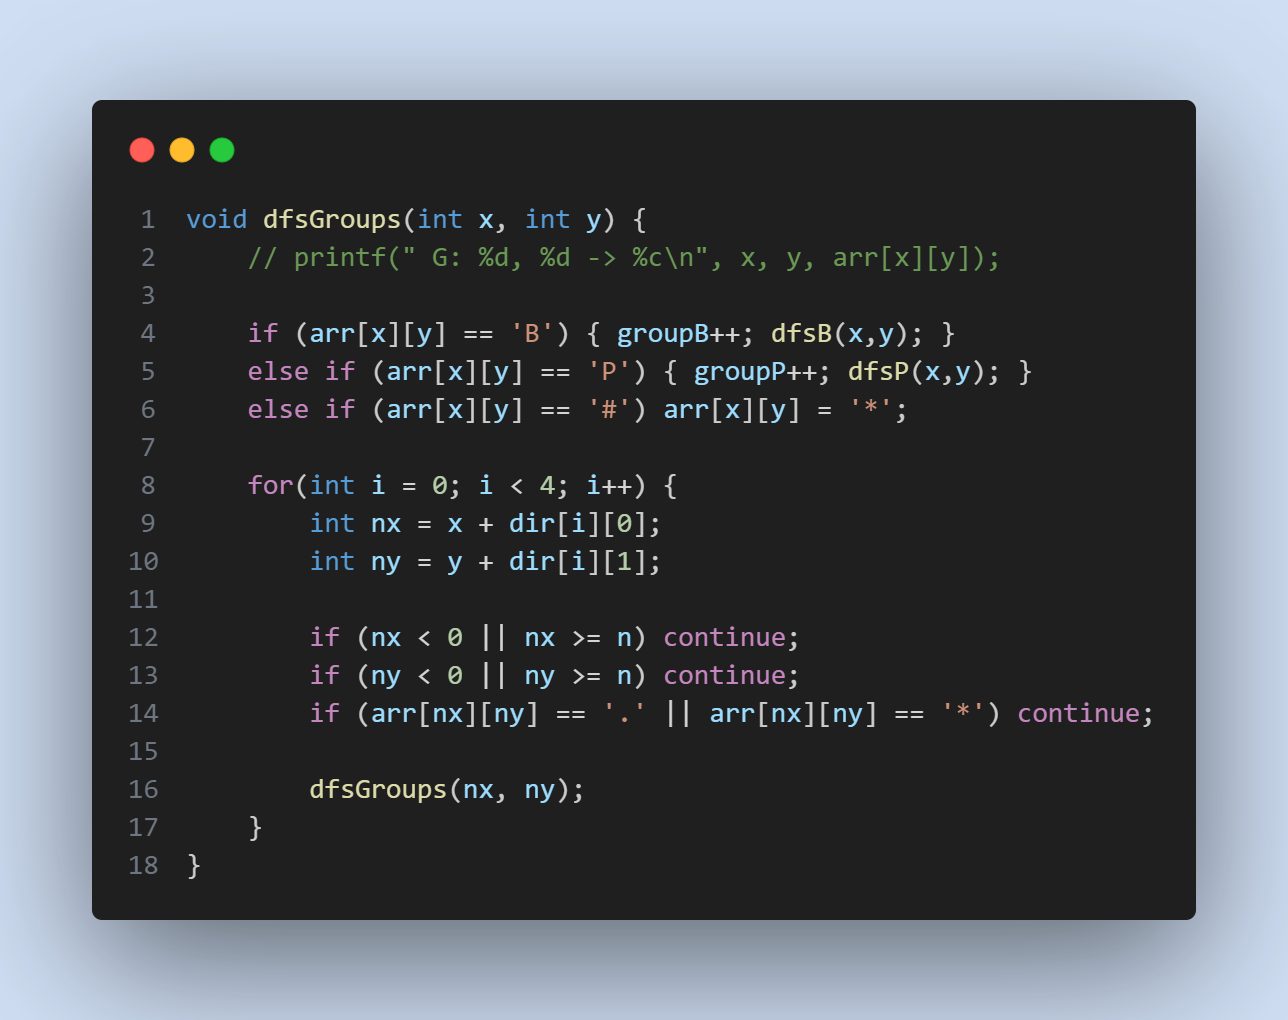 1 void dfsGroups(int x, int y) {
2     // printf(" G: %d, %d -> %c\n", x, y, arr[x][y]);
3
4     if (arr[x][y] == 'B') { groupB++; dfsB(x,y); }
5     else if (arr[x][y] == 'P') { groupP++; dfsP(x,y); }
6     else if (arr[x][y] == '#') arr[x][y] = '*';
7
8     for(int i = 0; i < 4; i++) {
9         int nx = x + dir[i][0];
10         int ny = y + dir[i][1];
11
12         if (nx < 0 || nx >= n) continue;
13         if (ny < 0 || ny >= n) continue;
14         if (arr[nx][ny] == '.' || arr[nx][ny] == '*') continue;
15
16         dfsGroups(nx, ny);
17     }
18 }